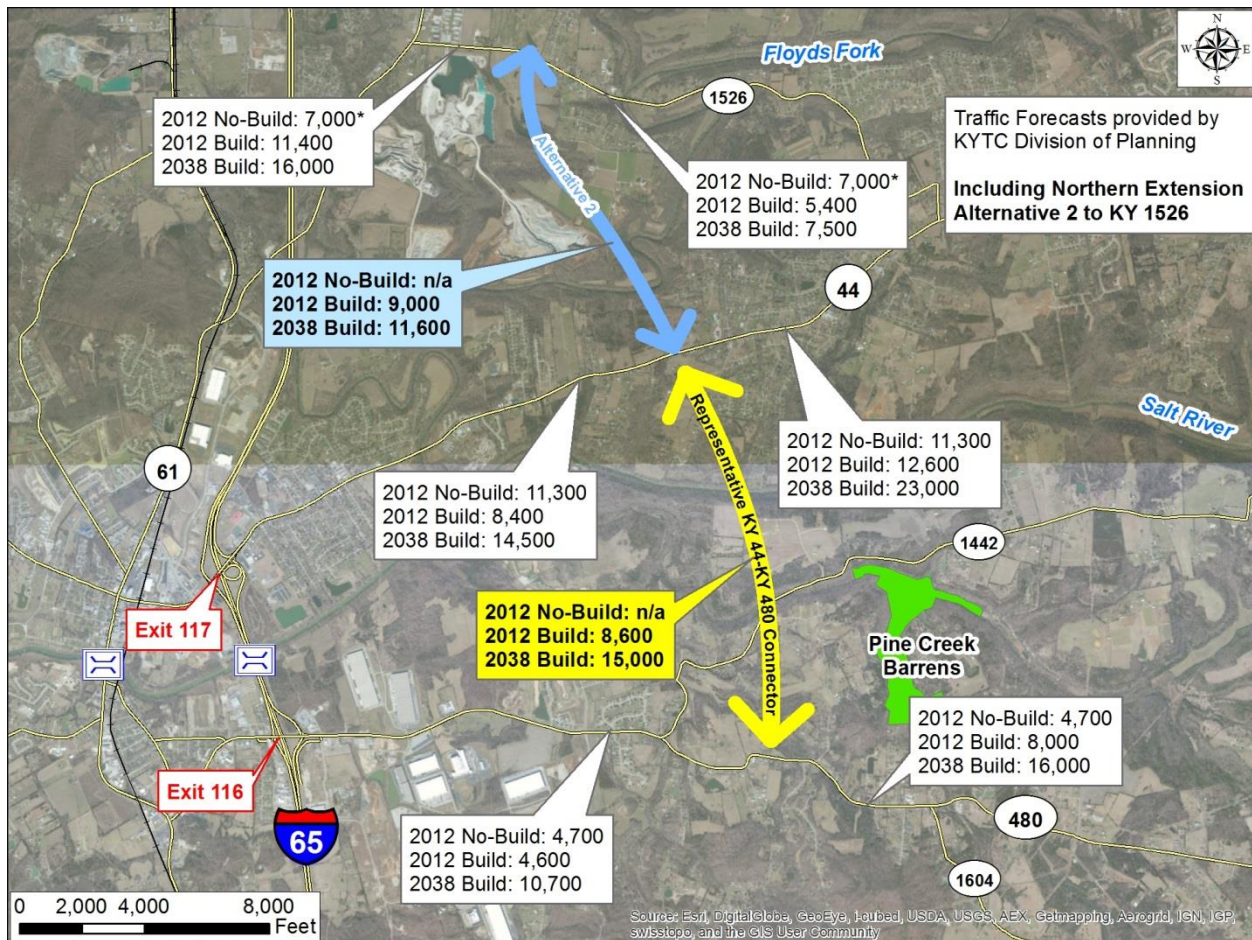 N
W E
S
Floyds Fork
1526
Traffic Forecasts provided by
KYTC Division of Planning
Including Northern Extension
Alternative 2 to KY 1526
2012 No-Build: 7,000*
2012 Build: 11,400
2038 Build: 16,000
Alternative 2
2012 No-Build: 7,000*
2012 Build: 5,400
2038 Build: 7,500
2012 No-Build: n/a
2012 Build: 9,000
2038 Build: 11,600
44
Salt River
61
2012 No-Build: 11,300
2012 Build: 8,400
2038 Build: 14,500
Representative KY 44-KY 480 Connector
2012 No-Build: 11,300
2012 Build: 12,600
2038 Build: 23,000
1442
Exit 117
2012 No-Build: n/a
2012 Build: 8,600
2038 Build: 15,000
Pine Creek
Barrens
2012 No-Build: 4,700
2012 Build: 8,000
2038 Build: 16,000
Exit 116
65
2012 No-Build: 4,700
2012 Build: 4,600
2038 Build: 10,700
480
1604
0 2,000 4,000 8,000
Feet
Source: Esri, DigitalGlobe, GeoEye, i-cubed, USDA, USGS, AEX, Getmapping, Aerogrid, IGN, IGP,
swisstopo, and the GIS User Community